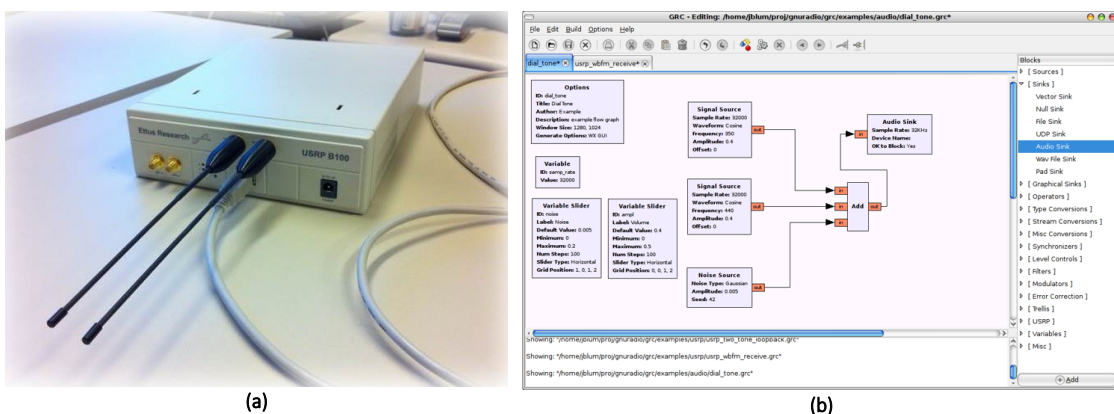 Ettus Research
USRP B100
(a)
GRC - Editing: /home/jblum/proj/gnuradio/grc/examples/audio/dial_tone.grc*
File Edit Build Options Help
dial_tone* usrp_wbfm_receive*
Options
ID: dial_tone
Title: Dial Tone
Author: Example
Description: example flow graph
Window Size: 1280, 1024
Generate Options: WX GUI
Variable
ID: samp_rate
Value: 32000
Variable Slider
ID: noise
Label: Noise
Default Value: 0.005
Minimum: 0
Maximum: 0.2
Num Steps: 100
Slider Type: Horizontal
Grid Position: 1, 0, 1, 2
Variable Slider
ID: ampl
Label: Volume
Default Value: 0.4
Minimum: 0
Maximum: 0.5
Num Steps: 100
Slider Type: Horizontal
Grid Position: 0, 0, 1, 2
Signal Source
Sample Rate: 32000
Waveform: Cosine
Frequency: 350
Amplitude: 0.4
Offset: 0
out
Signal Source
Sample Rate: 32000
Waveform: Cosine
Frequency: 440
Amplitude: 0.4
Offset: 0
out
Noise Source
Noise Type: Gaussian
Amplitude: 0.005
Seed: 42
out
in
in
in
Add
out
in
Audio Sink
Sample Rate: 32KHz
Device Name:
OK to Block: Yes
Showing: "/home/jblum/proj/gnuradio/grc/examples/usrp/usrp_two_tone_loopback.grc"
Showing: "/home/jblum/proj/gnuradio/grc/examples/usrp/usrp_wbfm_receive.grc"
Showing: "/home/jblum/proj/gnuradio/grc/examples/audio/dial_tone.grc"
Blocks
[ Sources ]
[ Sinks ]
Vector Sink
Null Sink
File Sink
UDP Sink
Audio Sink
Wav File Sink
Pad Sink
[ Graphical Sinks ]
[ Operators ]
[ Type Conversions ]
[ Stream Conversions ]
[ Misc Conversions ]
[ Synchronizers ]
[ Level Controls ]
[ Filters ]
[ Modulators ]
[ Error Correction ]
[ Trellis ]
[ USRP ]
[ Variables ]
[ Misc ]
Add
(b)